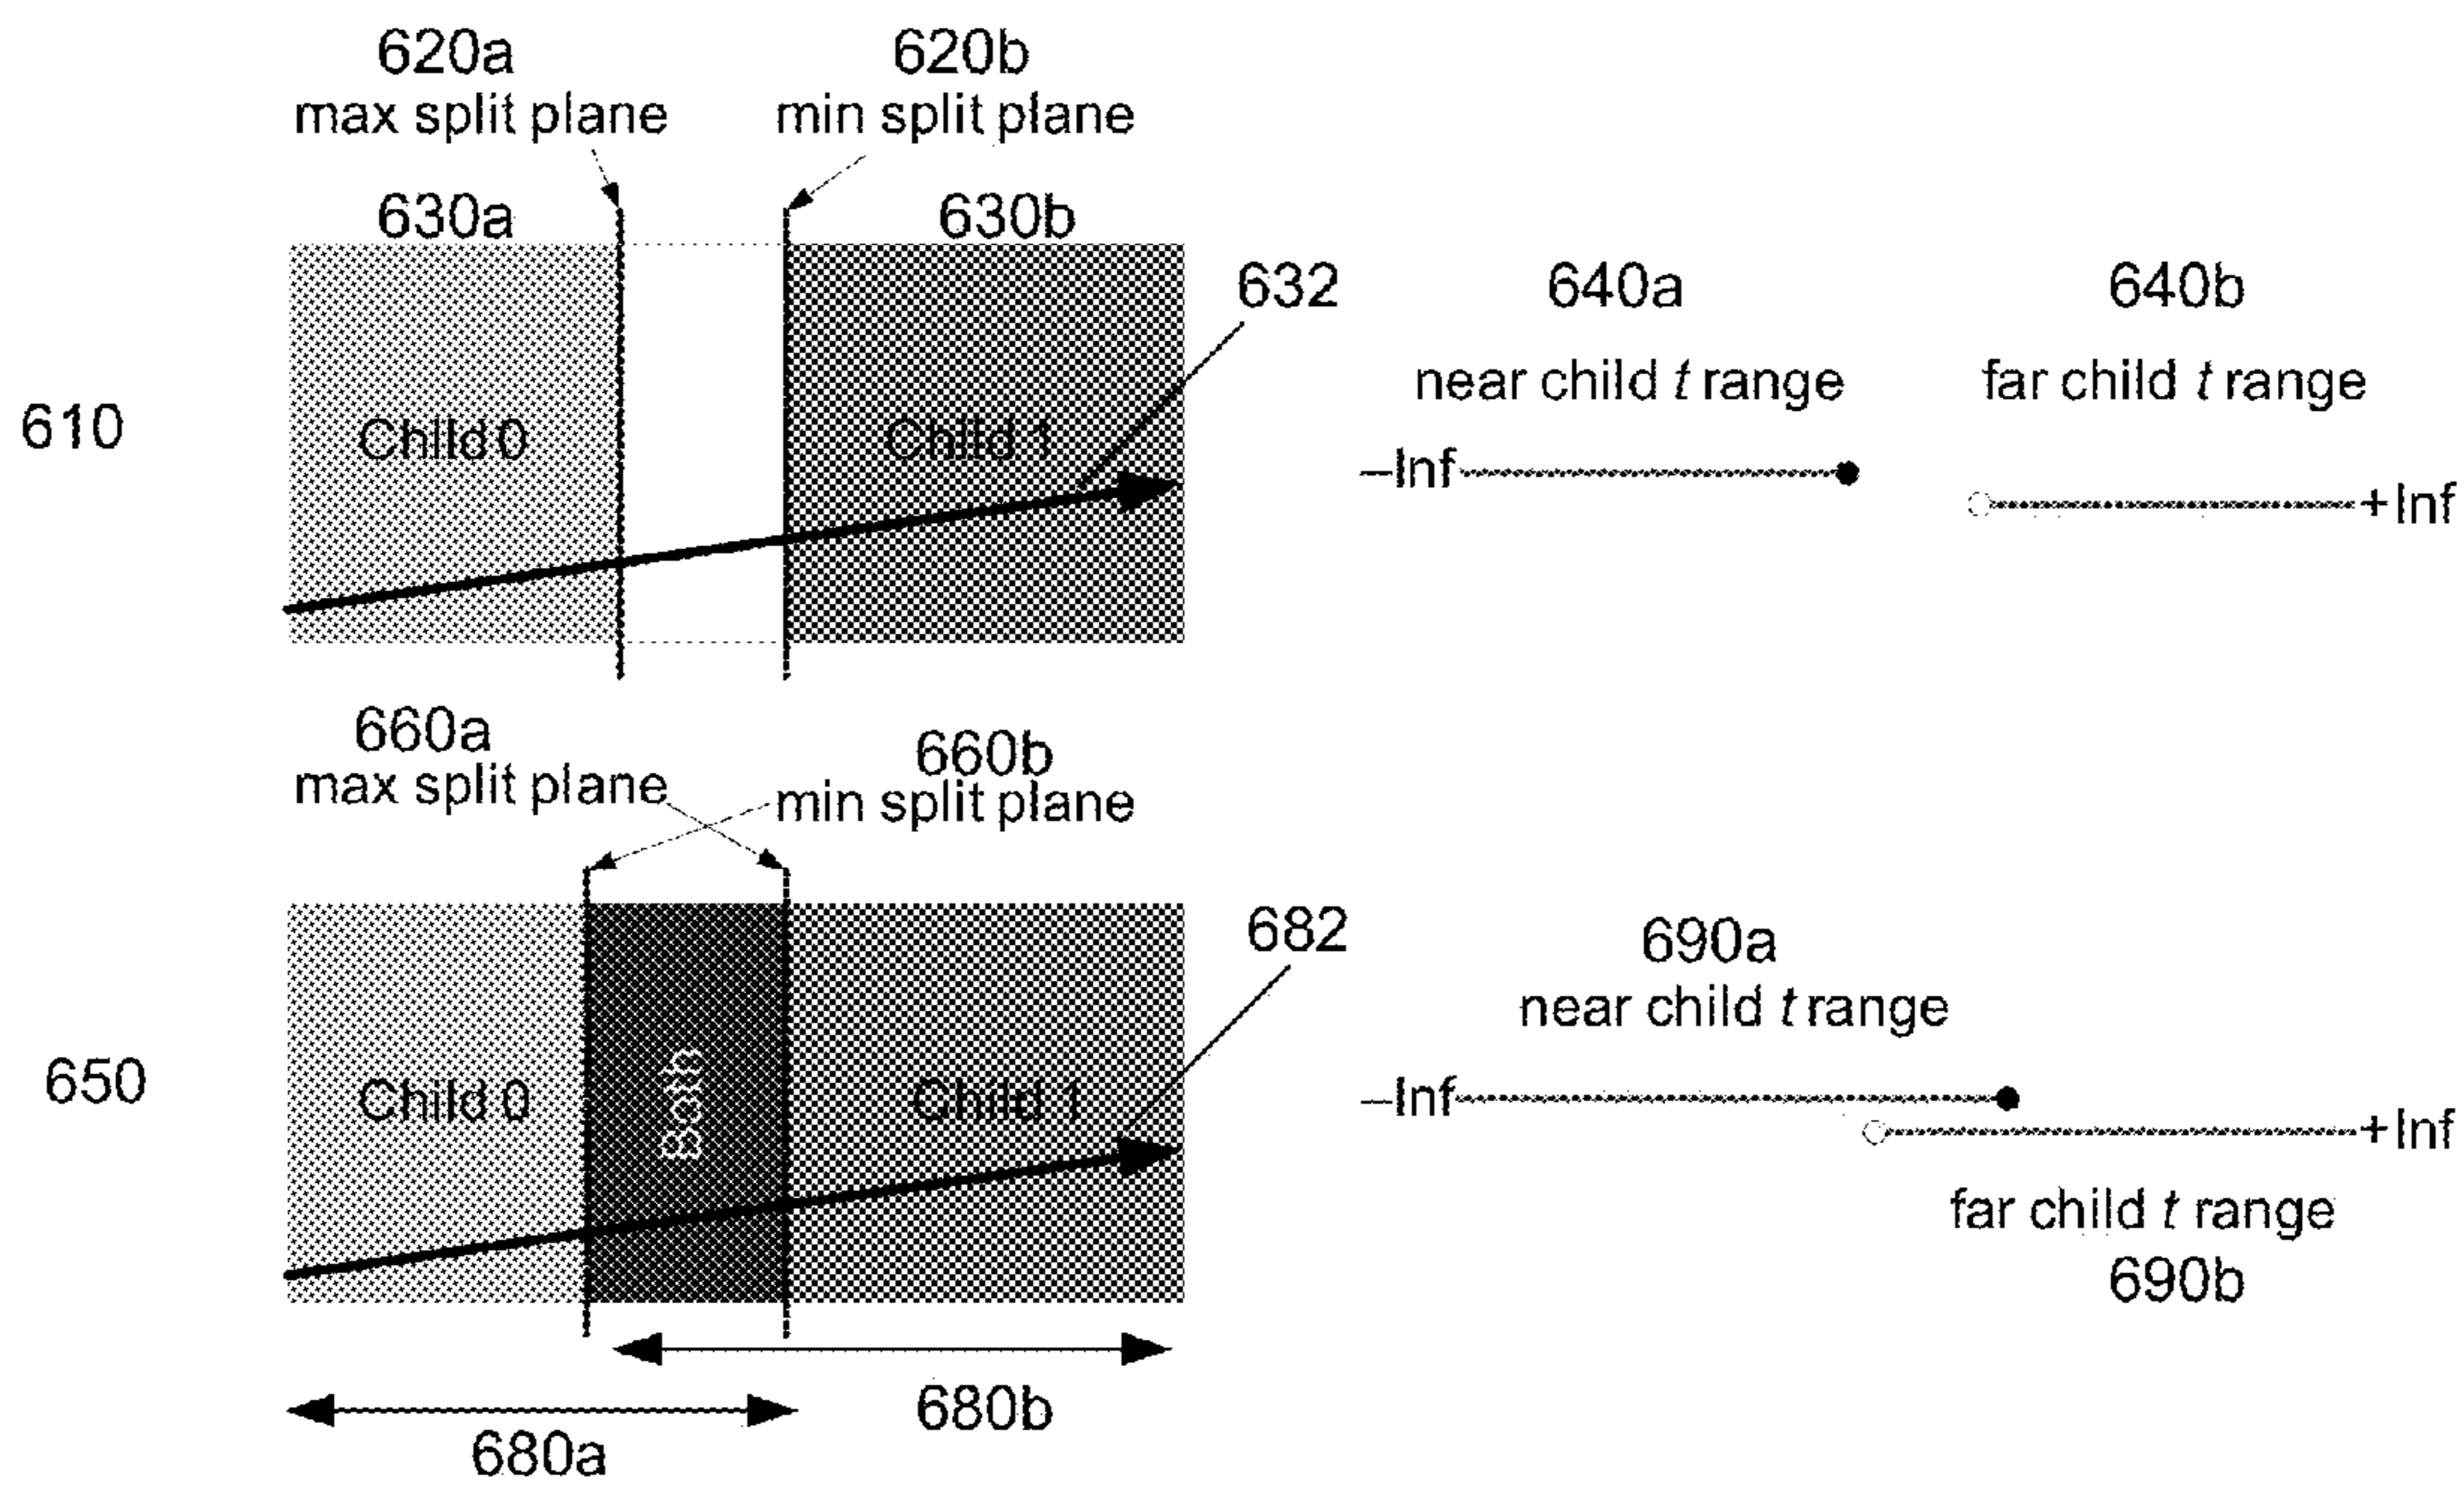 620a
max split plane
620b
min split plane
630a
630b
632
640a
near child t range
640b
far child t range
610
Child 0
Child 1
–Inf
+Inf
660a
max split plane
660b
min split plane
682
690a
near child t range
650
Child 0
Both
Child 1
–Inf
+Inf
far child t range
690b
680b
680a